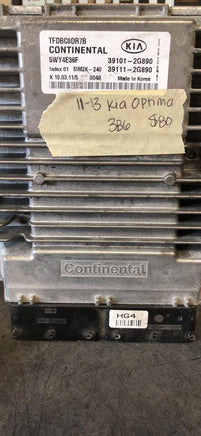 TFDBC0DR7B
CONTINENTAL KIA
5WY4E36F 39101-2G890
Index 01 SIM2K-240 39111-2G890
K 10.03.11/5 0048 Made in Korea
11-13 Kia Optima
386 $80
Continental
HG4